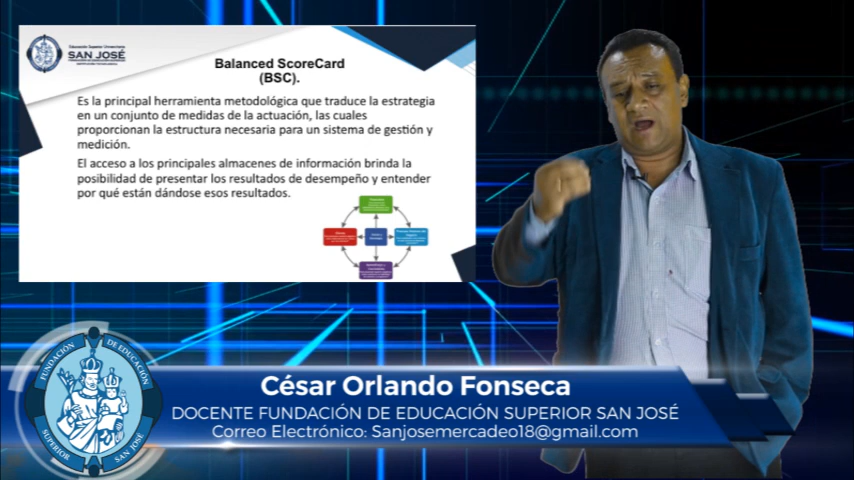 Educación Superior Universitaria
SAN JOSÉ
Balanced ScoreCard
(BSC).
Es la principal herramienta metodológica que traduce la estrategia
en un conjunto de medidas de la actuación, las cuales
proporcionan la estructura necesaria para un sistema de gestión y
medición.
El acceso a los principales almacenes de información brinda la
posibilidad de presentar los resultados de desempeño y entender
por qué están dándose esos resultados.
FUNDACIÓN DE EDUCACIÓN
SUPERIOR SAN JOSÉ
César Orlando Fonseca
DOCENTE FUNDACIÓN DE EDUCACIÓN SUPERIOR SAN JOSÉ
Correo Electrónico: Sanjosemercadeo18@gmail.com